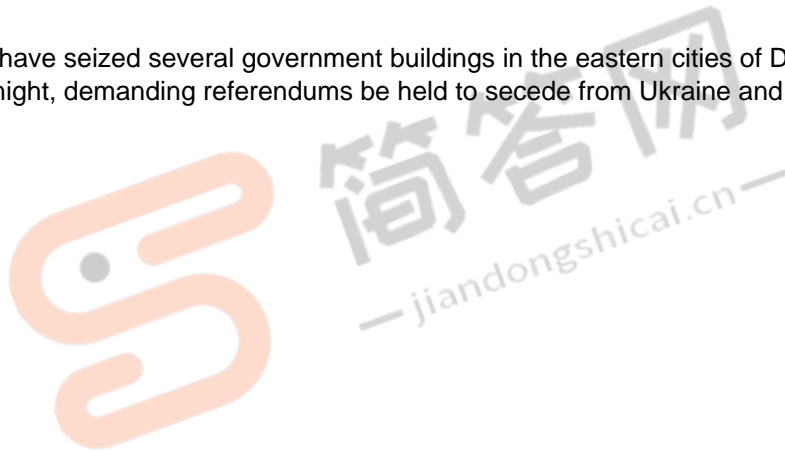 have seized several government buildings in the eastern cities of D
night, demanding referendums be held to secede from Ukraine and
简答网
jiandongshicai.cn